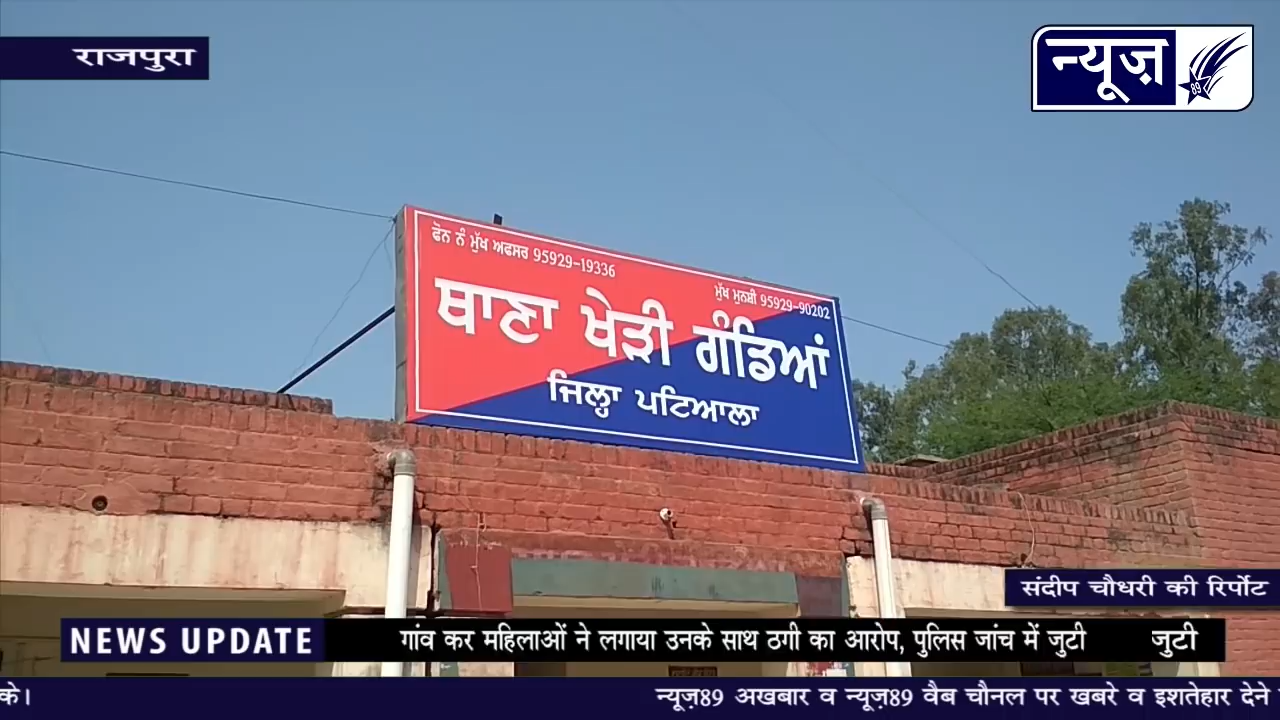 राजपुरा
न्यूज़
89
ਫੋਨ ਨੰ ਮੁੱਖ ਅਫਸਰ 95929-19336
ਮੁੱਖ ਮੁਨਸ਼ੀ 95929-90202
ਥਾਣਾ ਖੇੜੀ ਗੰਡਿਆਂ
ਜਿਲ੍ਹਾ ਪਟਿਆਲਾ
संदीप चौधरी की रिर्पोट
NEWS UPDATE गांव कर महिलाओं ने लगाया उनके साथ ठगी का आरोप, पुलिस जांच में जुटी जुटी
के। न्यूज़89 अखबार व न्यूज़89 वैब चौनल पर खबरे व इशतेहार देने